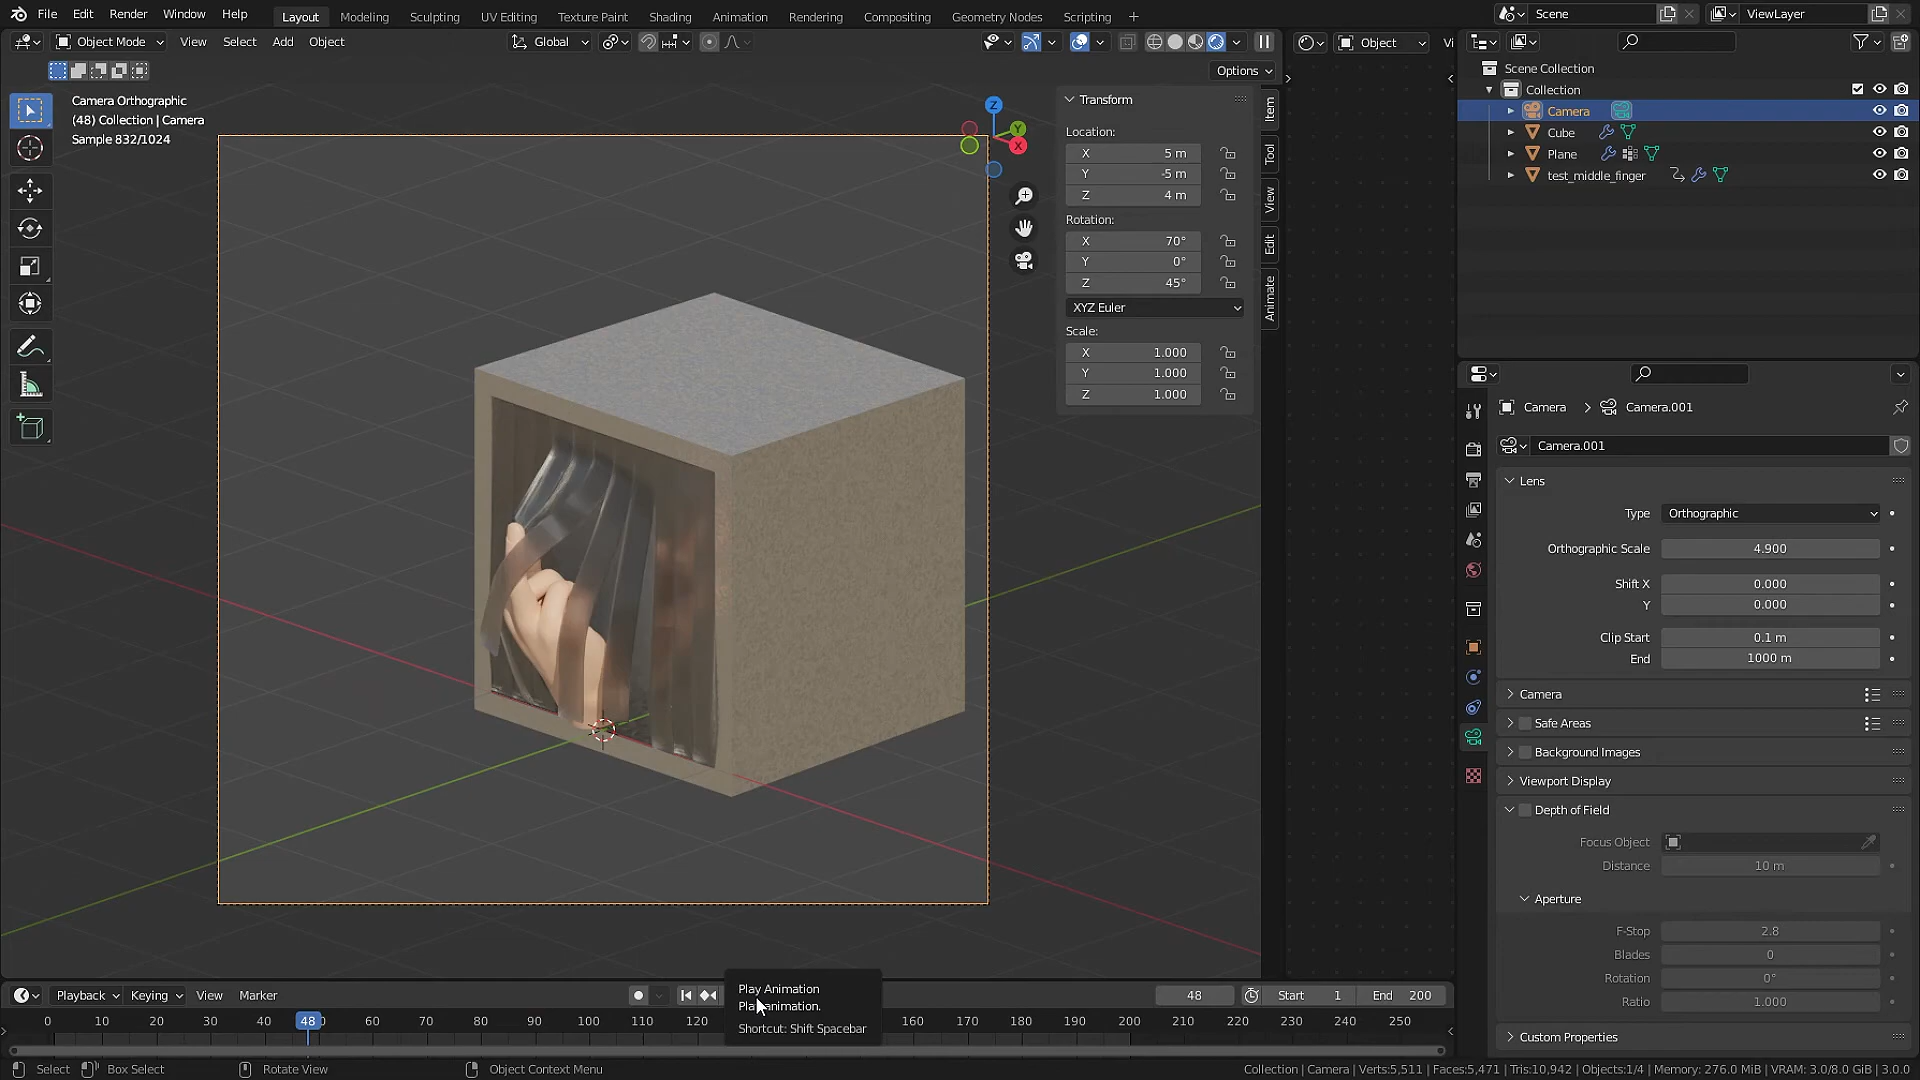 File Edit Render Window Help Layout Modeling Sculpting UV Editing Texture Paint Shading Animation Rendering Compositing Geometry Nodes Scripting + Scene ViewLayer
Object Mode View Select Add Object Global Object Vi
Options
Camera Orthographic
(48) Collection | Camera
Sample 832/1024
Z
Y
X
Transform
Location:
X 5 m
Y -5 m
Z 4 m
Rotation:
X 70°
Y 0°
Z 45°
XYZ Euler
Scale:
X 1.000
Y 1.000
Z 1.000
Item
Tool
View
Edit
Animate
Scene Collection
Collection
Camera
Cube
Plane
test_middle_finger
Camera Camera.001
Camera.001
Lens
Type Orthographic
Orthographic Scale 4.900
Shift X 0.000
Y 0.000
Clip Start 0.1 m
End 1000 m
Camera
Safe Areas
Background Images
Viewport Display
Depth of Field
Focus Object
Distance 10 m
Aperture
F-Stop 2.8
Blades 0
Rotation 0°
Ratio 1.000
Custom Properties
Play Animation
Shortcut: Shift Spacebar
Playback Keying View Marker 48 Start 1 End 200
0 10 20 30 40 48 60 70 80 90 100 110 120 160 170 180 190 200 210 220 230 240 250
Select Box Select Rotate View Object Context Menu Collection | Camera | Verts:5,511 | Faces:5,471 | Tris:10,942 | Objects:1/4 | Memory: 276.0 MiB | VRAM: 3.0/8.0 GiB | 3.0.0